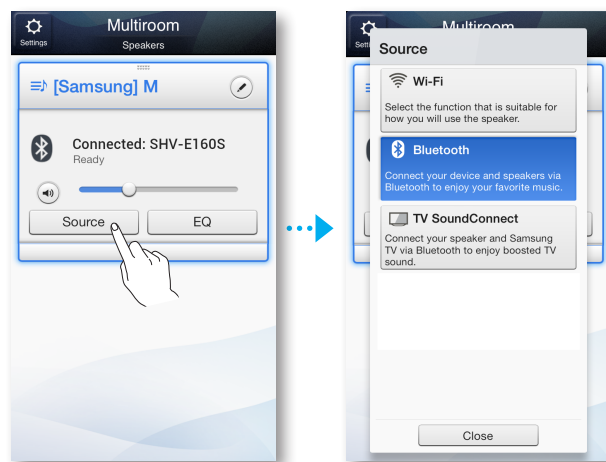 Multiroom
Settings
Speakers
[Samsung] M
Connected: SHV-E160S
Ready
Source
EQ
Multiroom
Setti
Source
Wi-Fi
Select the function that is suitable for
how you will use the speaker.
Bluetooth
Connect your device and speakers via
Bluetooth to enjoy your favorite music.
TV SoundConnect
Connect your speaker and Samsung
TV via Bluetooth to enjoy boosted TV
sound.
Close